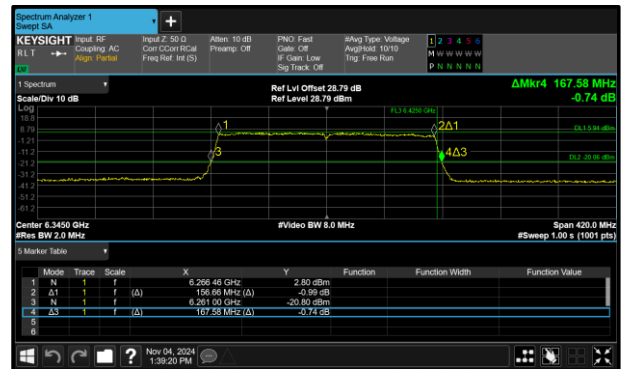 Spectrum Analyzer 1
Swept SA
+
KEYSIGHT Input: RF Input Z: 50 Ω Atten: 10 dB PNO: Fast #Avg Type: Voltage 1 2 3 4 5 6
RLT Coupling: AC Corr CCorr RCal Preamp: Off Gate: Off Avg|Hold: 10/10 M W W W W W
Align: Partial Freq Ref: Int (S) IF Gain: Low Trig: Free Run
Sig Track: Off P N N N N N
LXI
1 Spectrum Ref Lvl Offset 28.79 dB ΔMkr4 167.58 MHz
Scale/Div 10 dB Ref Level 28.79 dBm -0.74 dB
Log FL3 6.4250 GHz
18.8
8.79 1 2Δ1 DL1 5.94 dBm
-1.21
-11.2 3 4Δ3
-21.2 DL2 -20.06 dBm
-31.2
-41.2
-51.2
-61.2
Center 6.3450 GHz #Video BW 8.0 MHz Span 420.0 MHz
#Res BW 2.0 MHz #Sweep 1.00 s (1001 pts)
5 Marker Table
Mode Trace Scale X Y Function Function Width Function Value
1 N 1 f 6.266 46 GHz 2.80 dBm
2 Δ1 1 f (Δ) 156.66 MHz (Δ) -0.99 dB
3 N 1 f 6.261 00 GHz -20.80 dBm
4 Δ3 1 f (Δ) 167.58 MHz (Δ) -0.74 dB
5
6
? Nov 04, 2024
1:39:20 PM